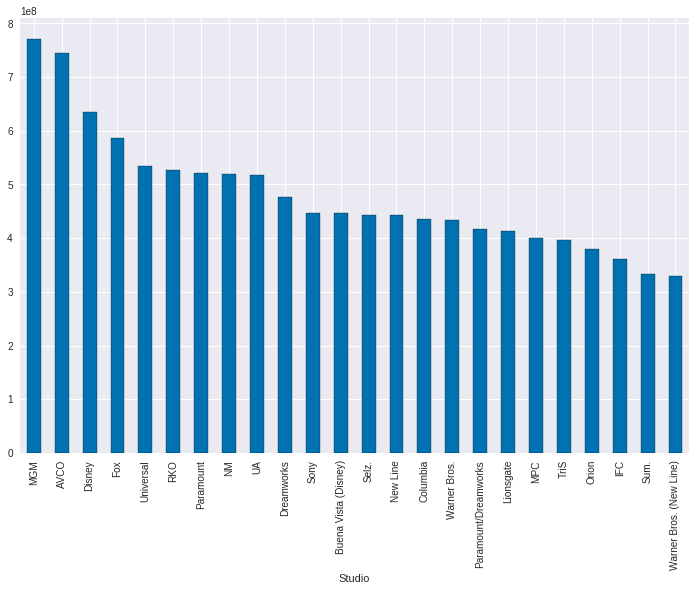 1e8
8
7
6
5
4
3
2
1
0
MGM
AVCO
Disney
Fox
Universal
RKO
Paramount
NM
UA
Dreamworks
Sony
Buena Vista (Disney)
Selz.
New Line
Columbia
Warner Bros.
Paramount/Dreamworks
Lionsgate
MPC
TriS
Orion
IFC
Sum.
Warner Bros. (New Line)
Studio